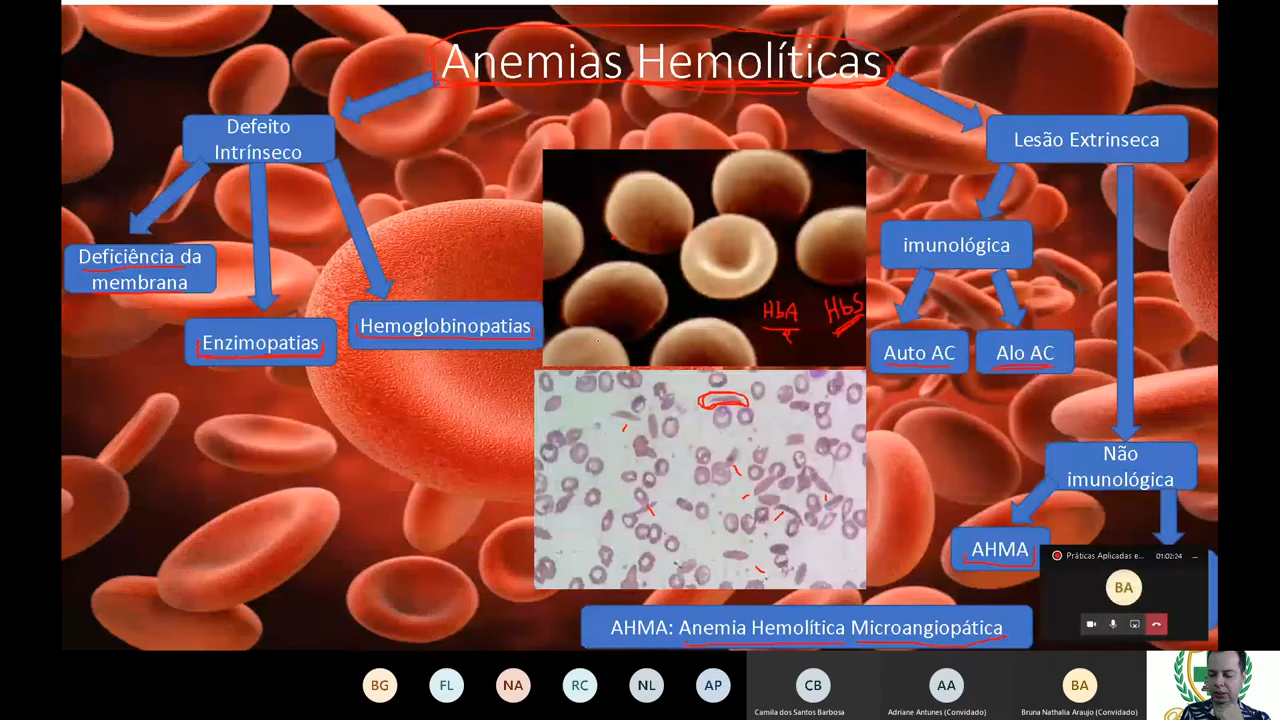 Anemias Hemolíticas
Defeito
Intrínseco
Lesão Extrinseca
Deficiência da
membrana
Enzimopatias
Hemoglobinopatias
imunológica
Auto AC
Alo AC
HbA
HbS
Não
imunológica
AHMA
AHMA: Anemia Hemolítica Microangiopática
Práticas Aplicadas e...
01:02:24
BA
BG
FL
NA
RC
NL
AP
CB
AA
BA
Camila dos Santos Barbosa
Adriane Antunes (Convidado)
Bruna Nathalia Araujo (Convidado)